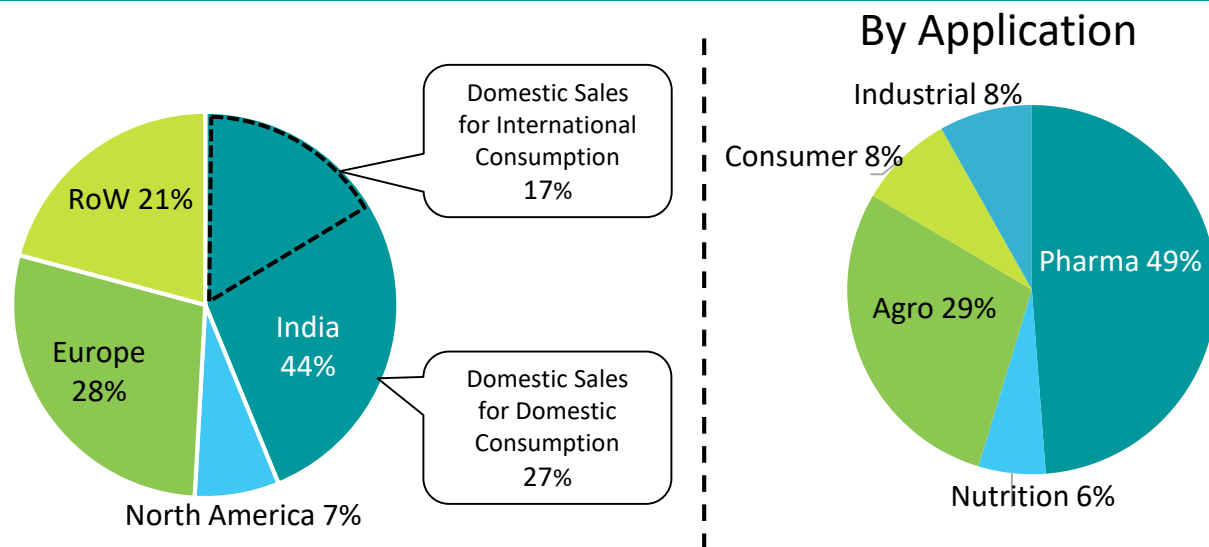 Domestic Sales
for International
Consumption
17%
RoW 21%
India
44%
Europe
28%
Domestic Sales
for Domestic
Consumption
27%
North America 7%
By Application
Industrial 8%
Consumer 8%
Pharma 49%
Agro 29%
Nutrition 6%